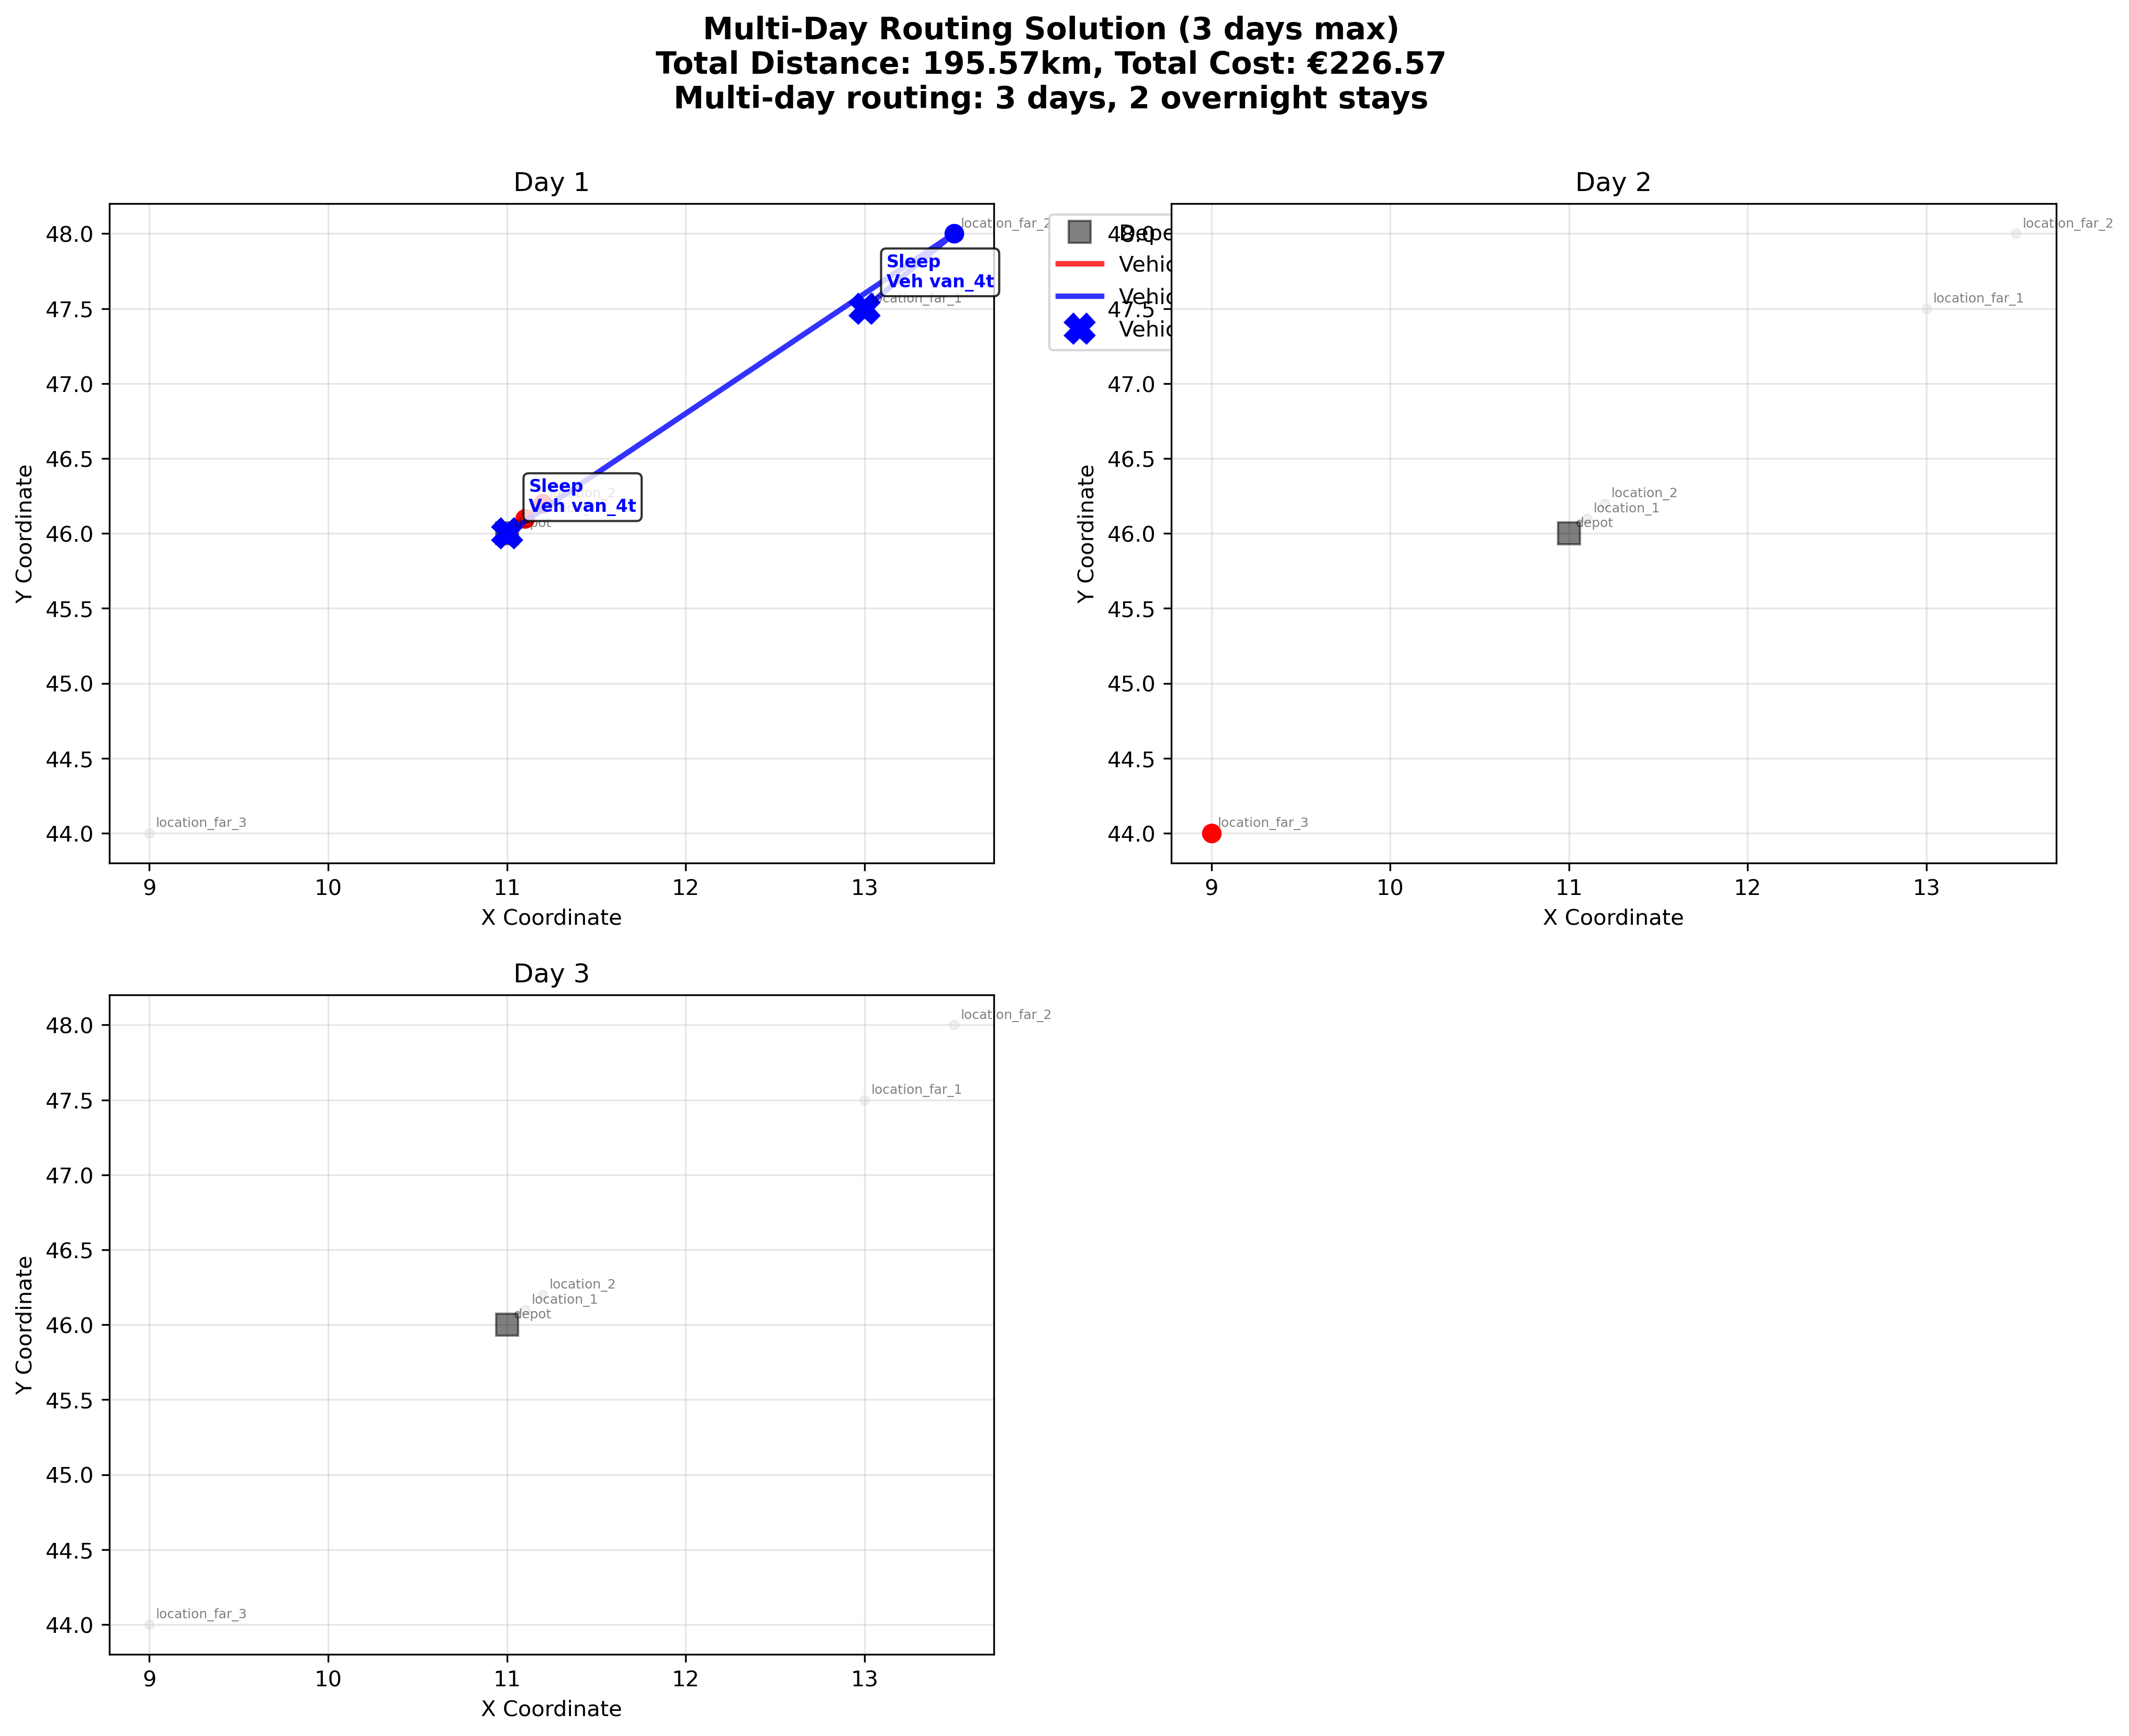 Multi-Day Routing Solution (3 days max)
Total Distance: 195.57km, Total Cost: €226.57
Multi-day routing: 3 days, 2 overnight stays
Day 1
48.0
47.5
47.0
46.5
46.0
45.5
45.0
44.5
44.0
Y Coordinate
location_far_2
Sleep
Veh van_4t
location_far_1
Sleep
Veh van_4t
depot
location_far_3
9
10
11
12
13
X Coordinate
Vehic
Vehic
Vehic
Day 2
48.0
47.5
47.0
46.5
46.0
45.5
45.0
44.5
44.0
Y Coordinate
location_far_2
location_far_1
location_2
location_1
depot
location_far_3
9
10
11
12
13
X Coordinate
Day 3
48.0
47.5
47.0
46.5
46.0
45.5
45.0
44.5
44.0
Y Coordinate
location_far_2
location_far_1
location_2
location_1
depot
location_far_3
9
10
11
12
13
X Coordinate